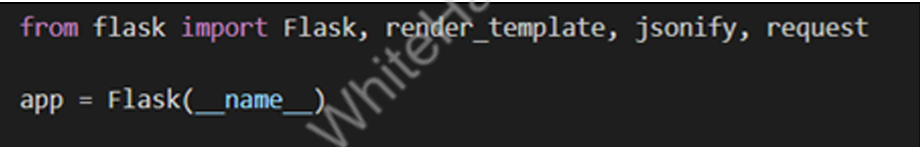 from flask import Flask, render_template, jsonify, request
app = Flask(__name__)